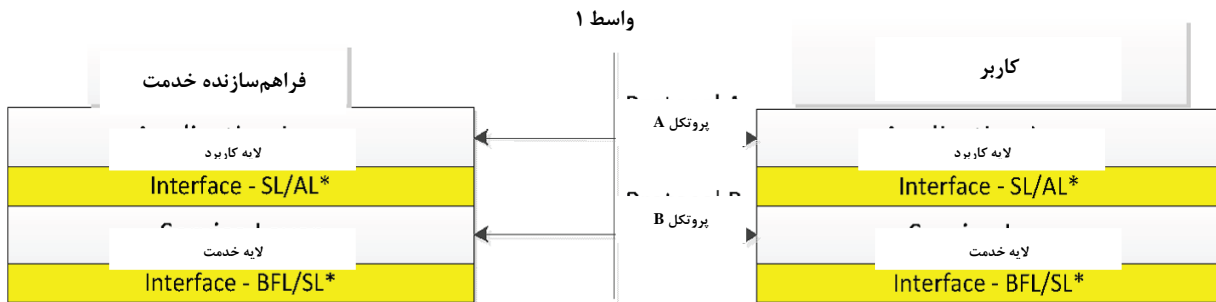 واسط ۱
کاربر
فراهم‌سازنده خدمت
پروتکل A
لایه کاربرد
لایه کاربرد
Interface - SL/AL*
Interface - SL/AL*
پروتکل B
لایه خدمت
لایه خدمت
Interface - BFL/SL*
Interface - BFL/SL*